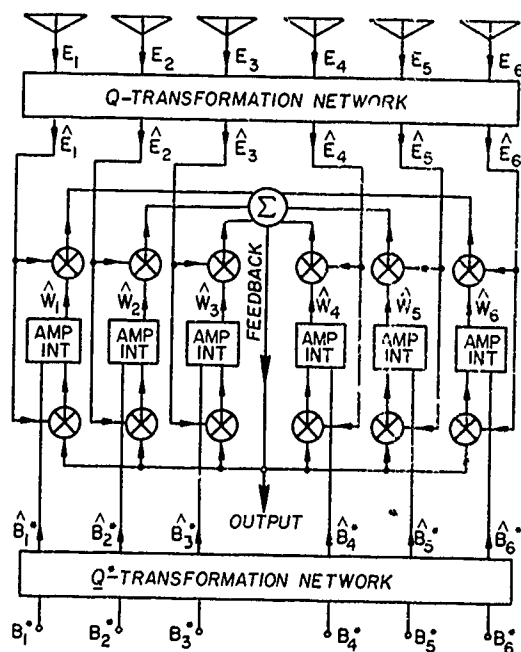 E1 E2 E3 E4 E5 E6
Q-TRANSFORMATION NETWORK
Ê1 Ê2 Ê3 Ê4 Ê5 Ê6
Σ
FEEDBACK
Ŵ1 Ŵ2 Ŵ3 Ŵ4 Ŵ5 Ŵ6
AMP INT AMP INT AMP INT AMP INT AMP INT AMP INT
OUTPUT
B̂1* B̂2* B̂3* B̂4* B̂5* B̂6*
Q*-TRANSFORMATION NETWORK
B1* B2* B3* B4* B5* B6*